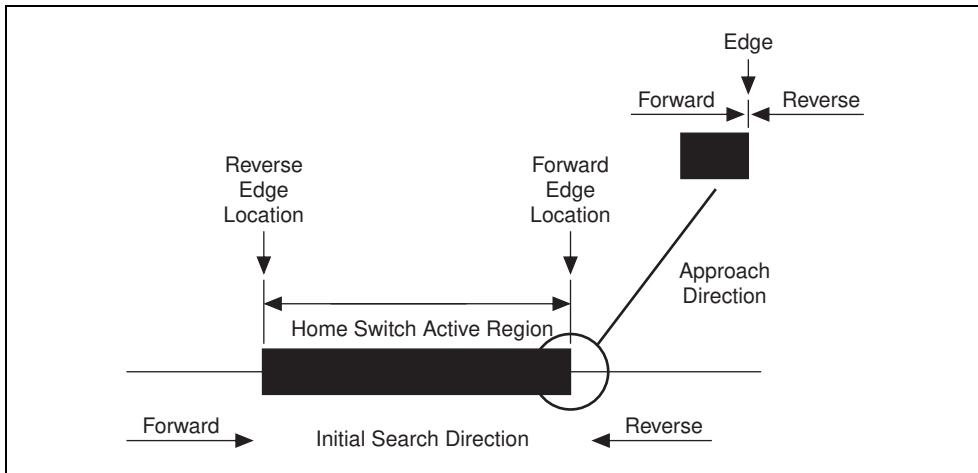 Edge
Forward
Reverse
Reverse
Edge
Location
Forward
Edge
Location
Approach
Direction
Home Switch Active Region
Forward
Initial Search Direction
Reverse